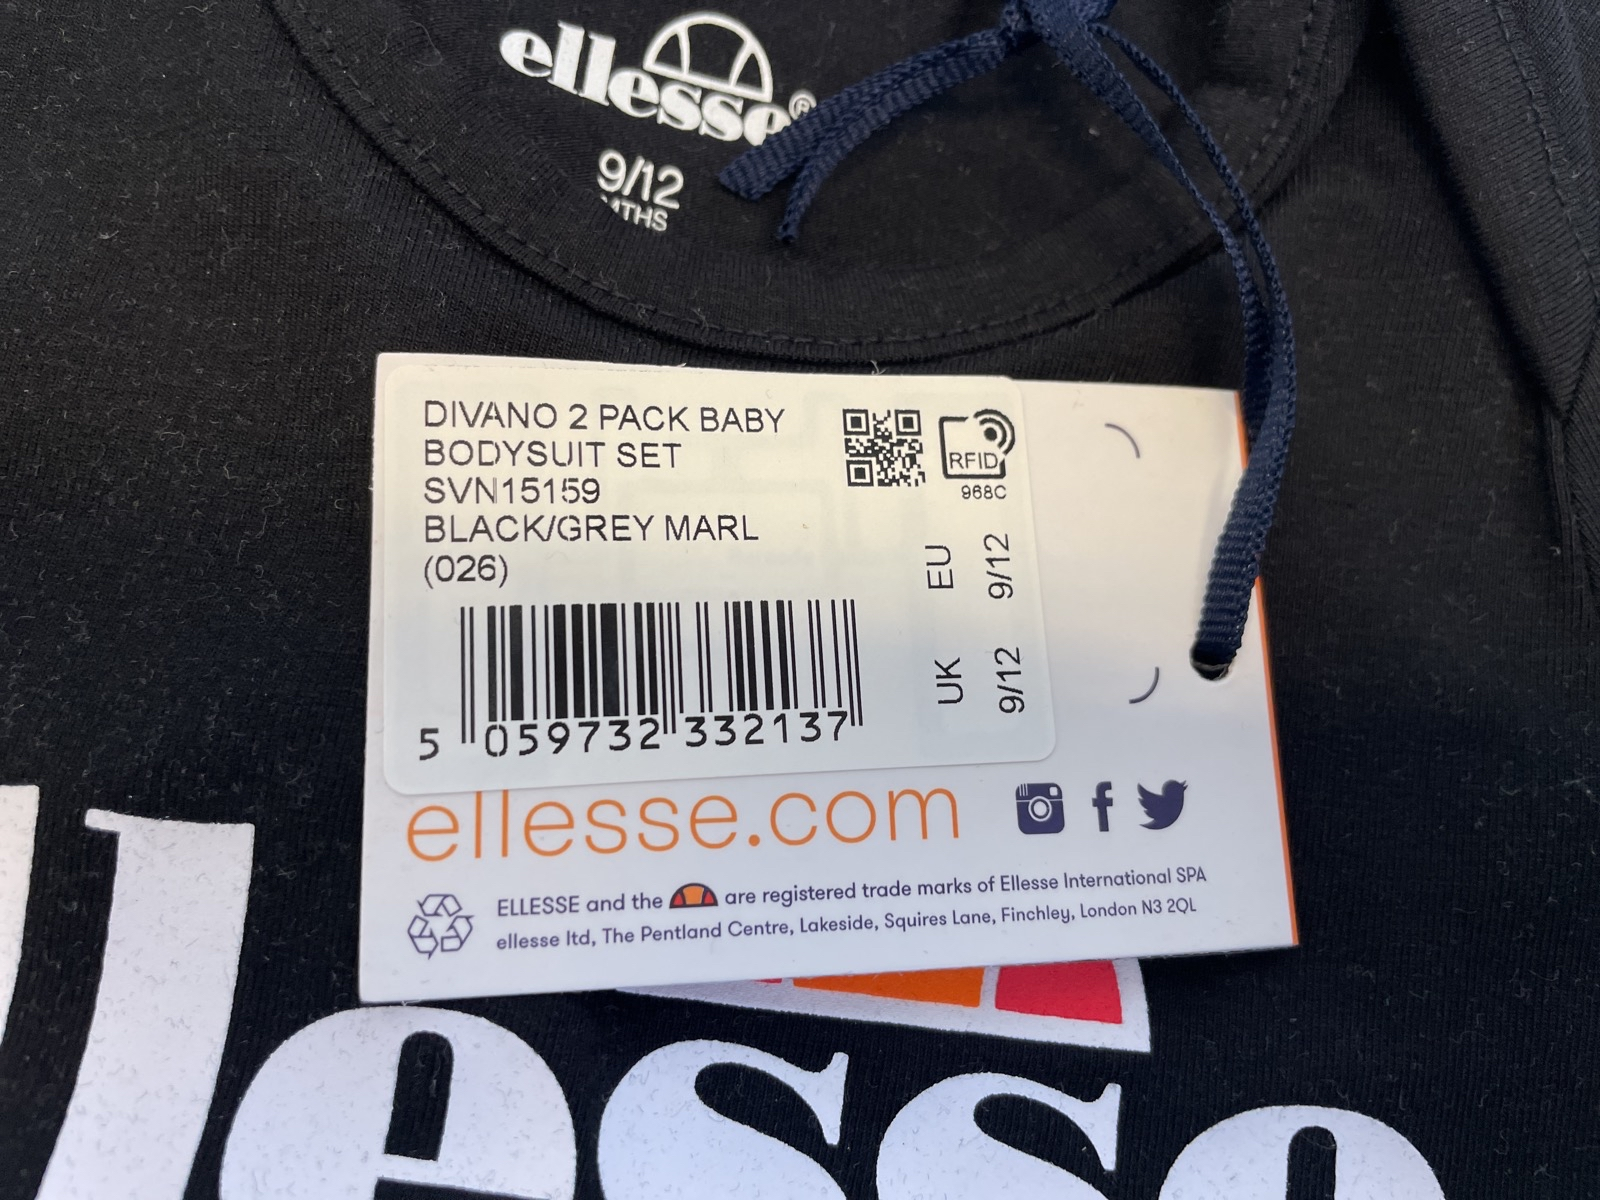 ellesse®
9/12
MTHS
DIVANO 2 PACK BABY
BODYSUIT SET
SVN15159
BLACK/GREY MARL
(026)
RFID
968C
EU 9/12
UK 9/12
5 059732 332137
ellesse.com
ELLESSE and the are registered trade marks of Ellesse International SPA
ellesse ltd, The Pentland Centre, Lakeside, Squires Lane, Finchley, London N3 2QL
llesse